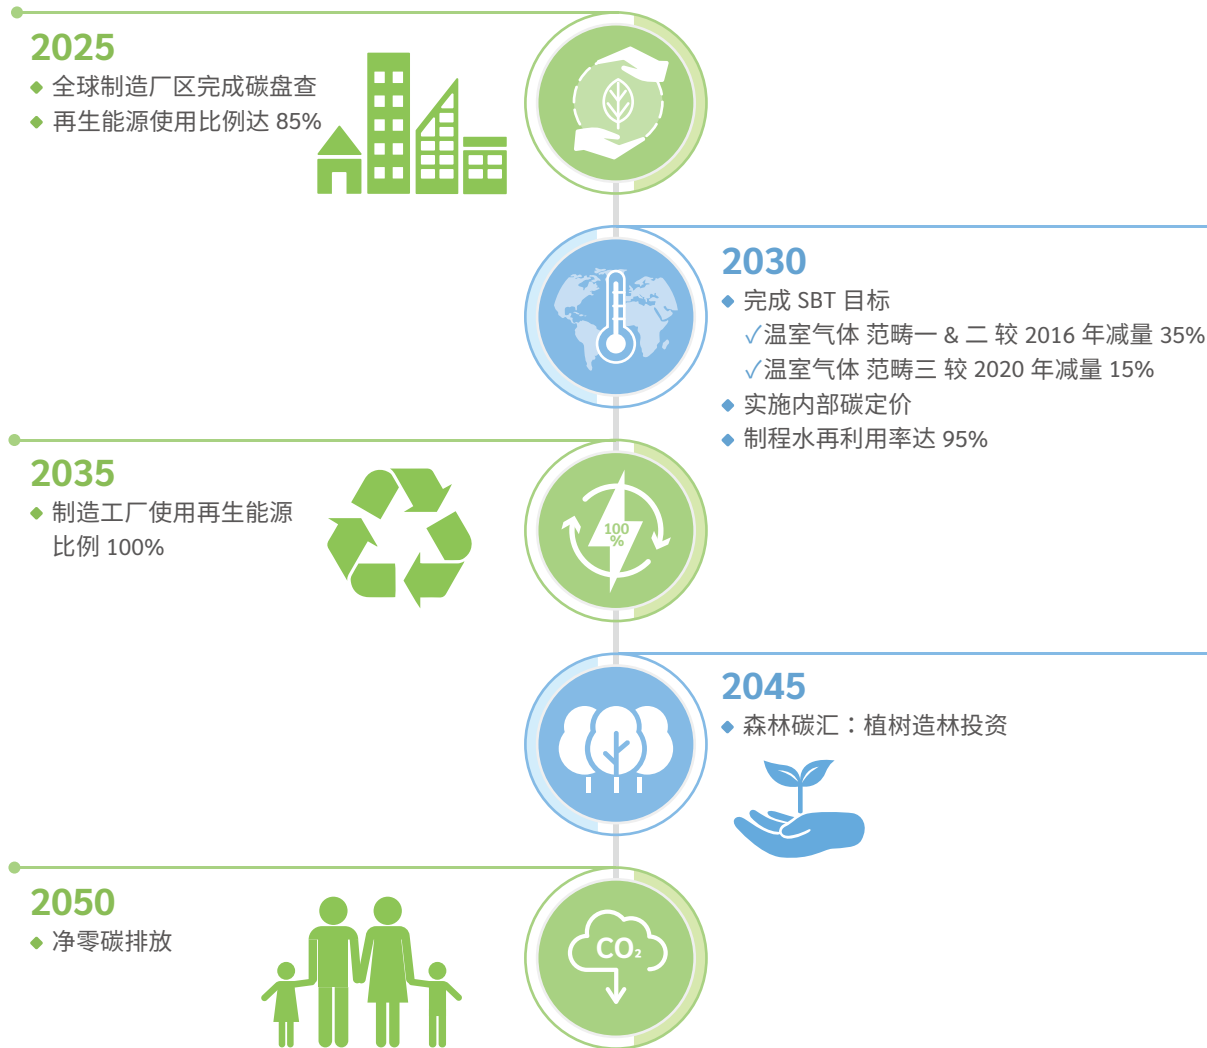 2025
全球制造厂区完成碳盘查
再生能源使用比例达 85%
2030
完成 SBT 目标
✓温室气体 范畴一 & 二 较 2016 年减量 35%
✓温室气体 范畴三 较 2020 年减量 15%
实施内部碳定价
制程水再利用率达 95%
2035
制造工厂使用再生能源
比例 100%
100
%
2045
森林碳汇：植树造林投资
2050
净零碳排放
CO₂